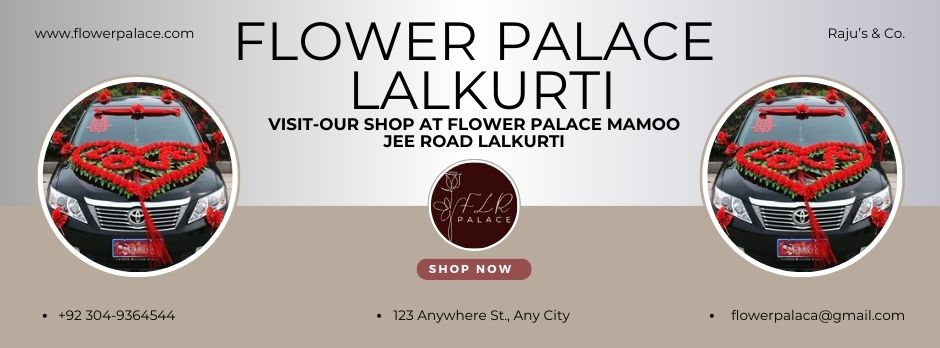 www.flowerpalace.com
FLOWER PALACE
LALKURTI
Raju's & Co.
VISIT-OUR SHOP AT FLOWER PALACE MAMOO
JEE ROAD LALKURTI
FLR
PALACE
SHOP NOW
• +92 304-9364544
• 123 Anywhere St., Any City
• flowerpalaca@gmail.com